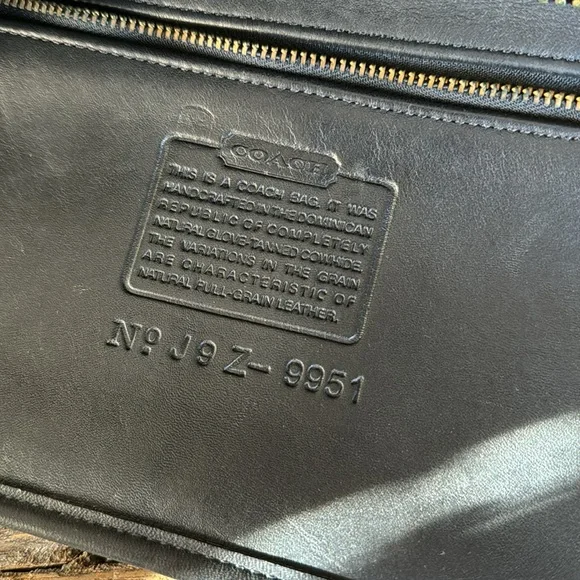 COACH
THIS IS A COACH BAG. IT WAS
HANDCRAFTED IN THE DOMINICAN
REPUBLIC OF COMPLETELY
NATURAL GLOVE-TANNED COWHIDE.
THE VARIATIONS IN THE GRAIN
ARE CHARACTERISTIC OF
NATURAL FULL-GRAIN LEATHER.
Nº J9Z-9951